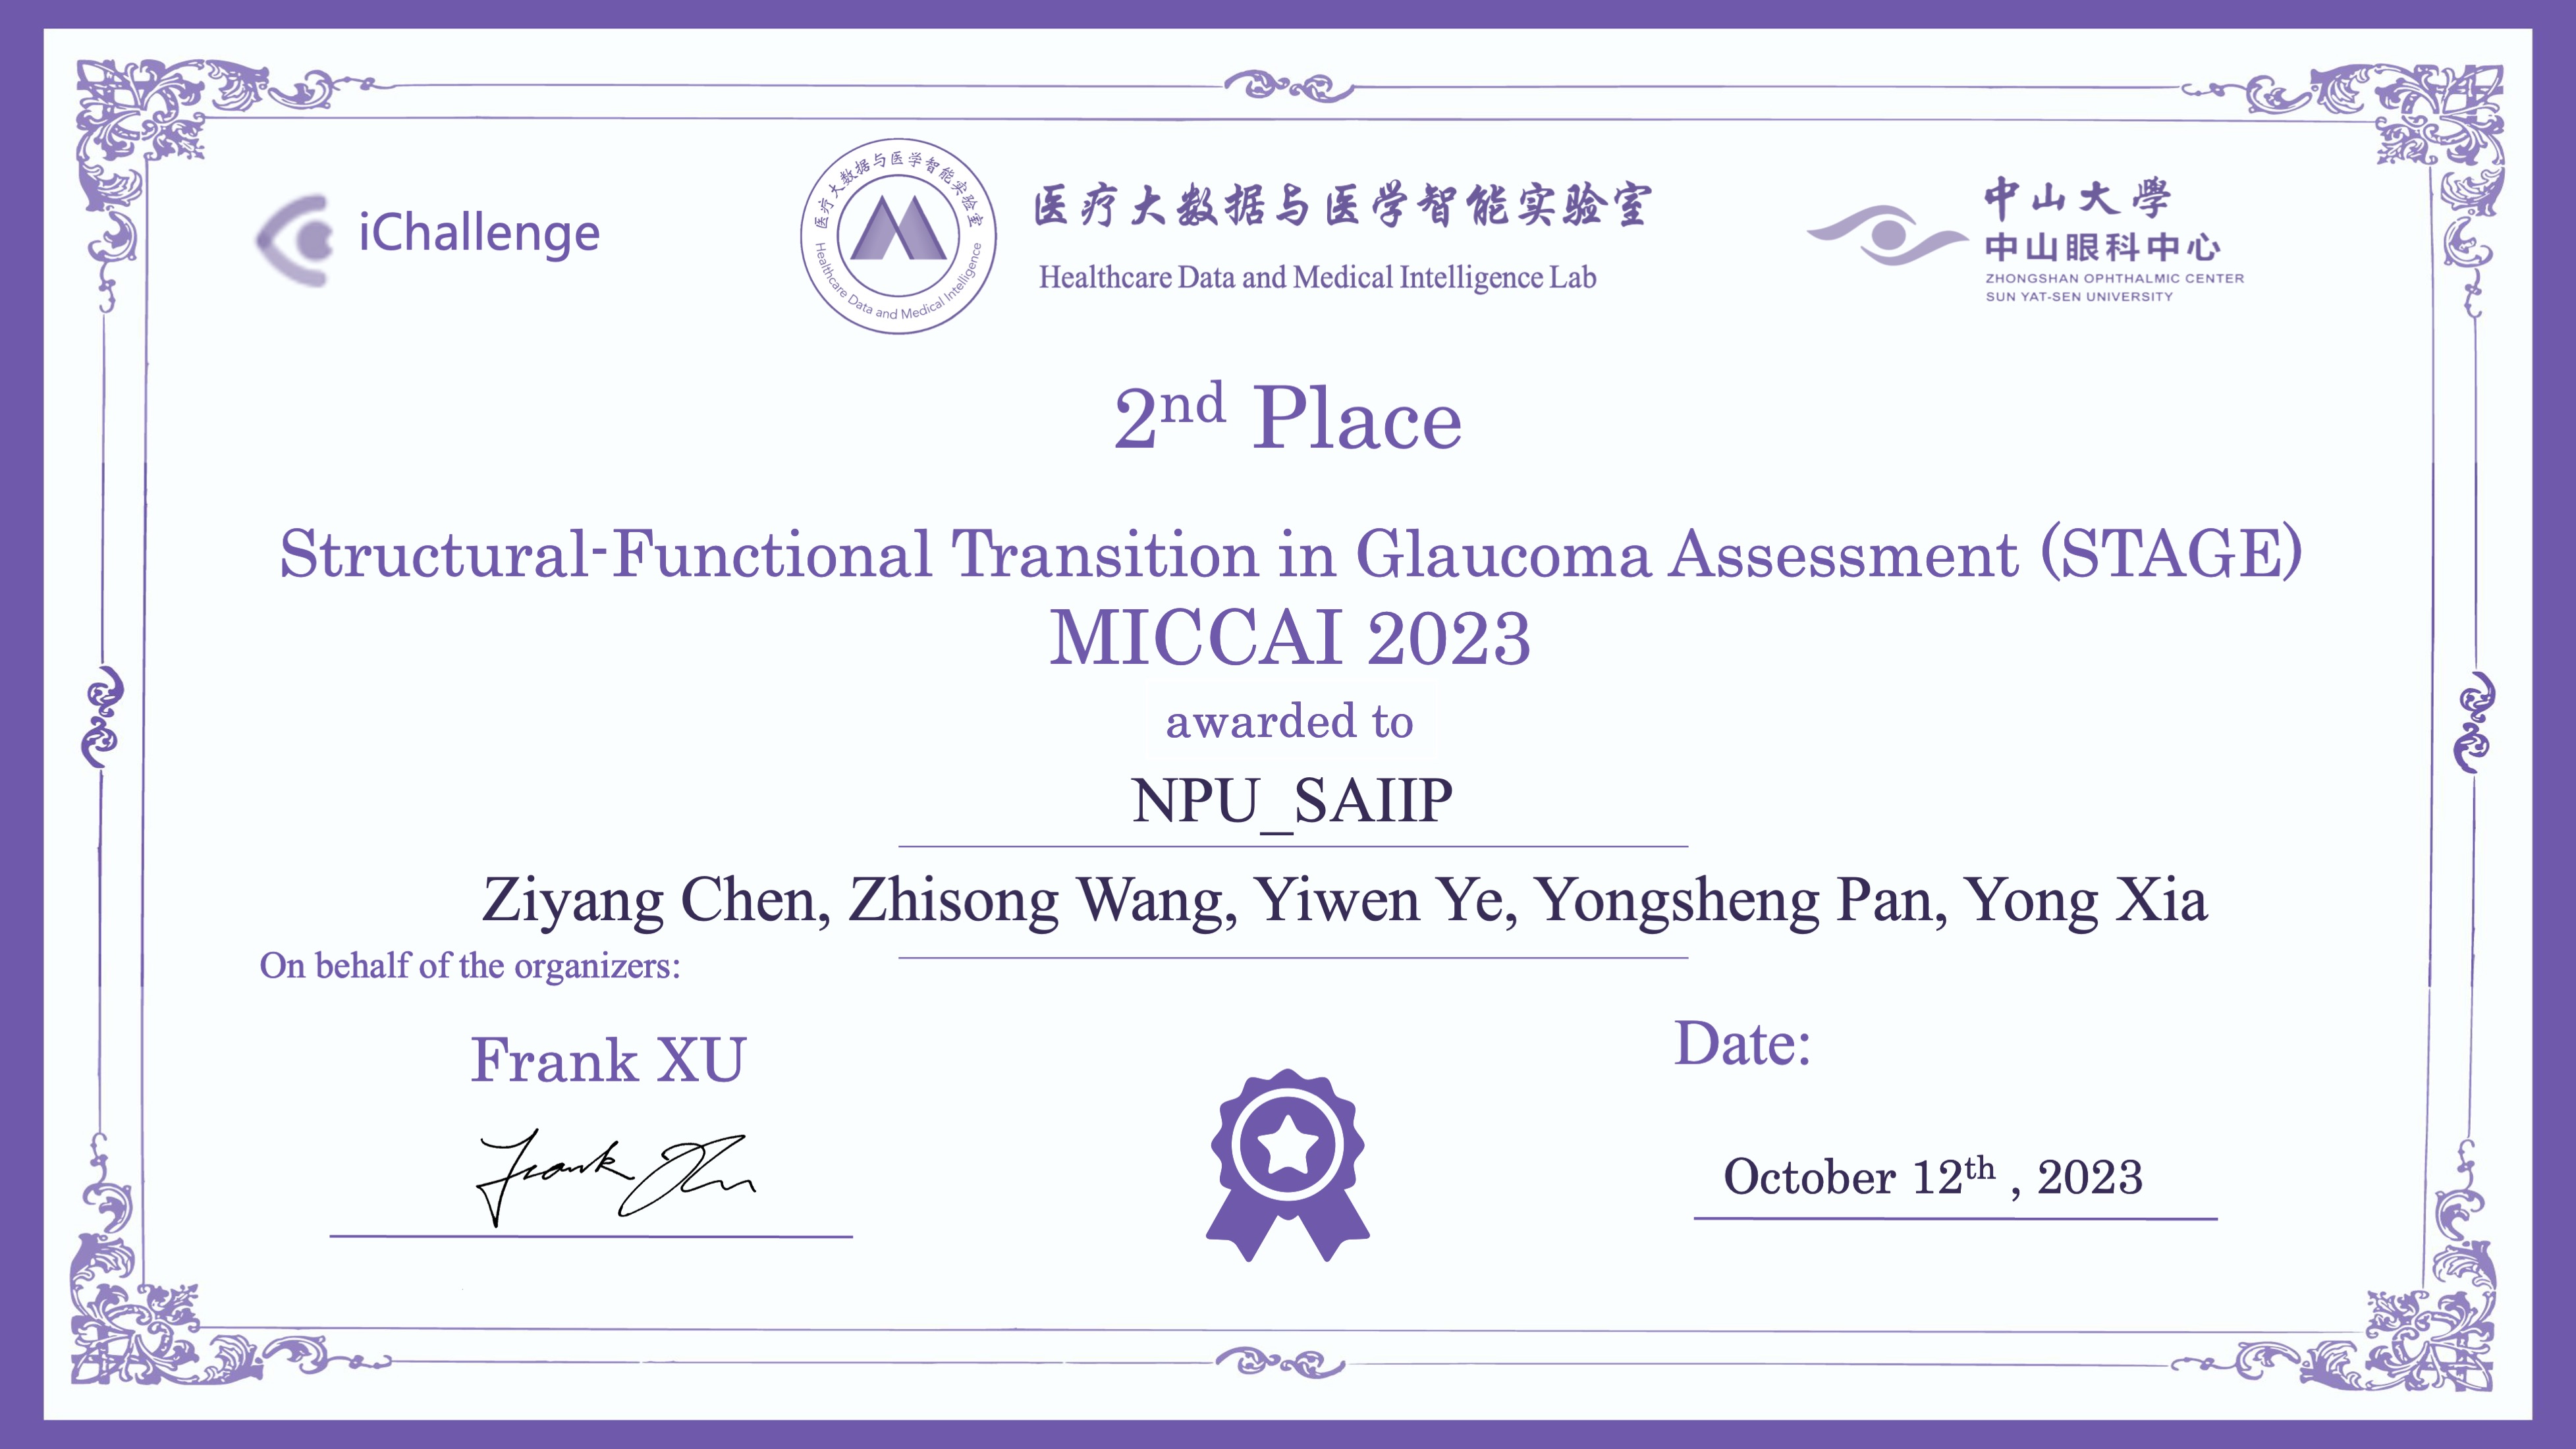 iChallenge
医疗大数据与医学智能实验室
Healthcare Data and Medical Intelligence
医疗大数据与医学智能实验室
Healthcare Data and Medical Intelligence Lab
中山大學
中山眼科中心
ZHONGSHAN OPHTHALMIC CENTER
SUN YAT-SEN UNIVERSITY
2nd Place
Structural-Functional Transition in Glaucoma Assessment (STAGE)
MICCAI 2023
awarded to
NPU_SAIIP
Ziyang Chen, Zhisong Wang, Yiwen Ye, Yongsheng Pan, Yong Xia
On behalf of the organizers:
Frank XU
Date:
Frank Xu
October 12th , 2023